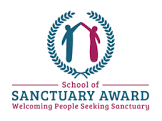 School of
SANCTUARY AWARD
Welcoming People Seeking Sanctuary